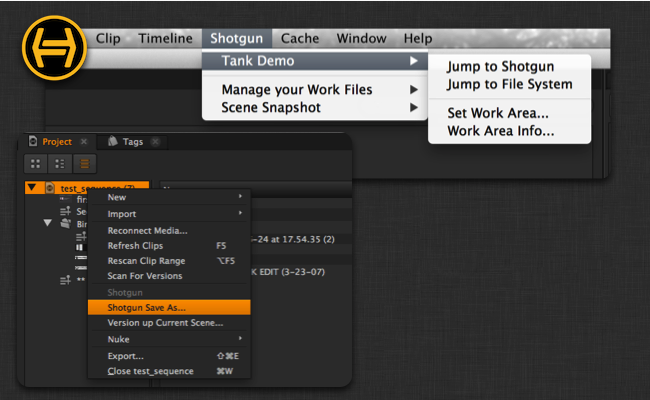 Clip Timeline Shotgun Cache Window Help
Tank Demo
Manage your Work Files
Scene Snapshot
Jump to Shotgun
Jump to File System
Set Work Area...
Work Area Info...
Project Tags
test_sequence (7)
New
Import
Reconnect Media...
Refresh Clips F5
Rescan Clip Range ⌥F5
Scan For Versions
Shotgun
Shotgun Save As...
Version up Current Scene...
Nuke
Export... ⇧⌘E
Close test_sequence ⌘W
-24 at 17.54.35 (2)
K EDIT (3-23-07)